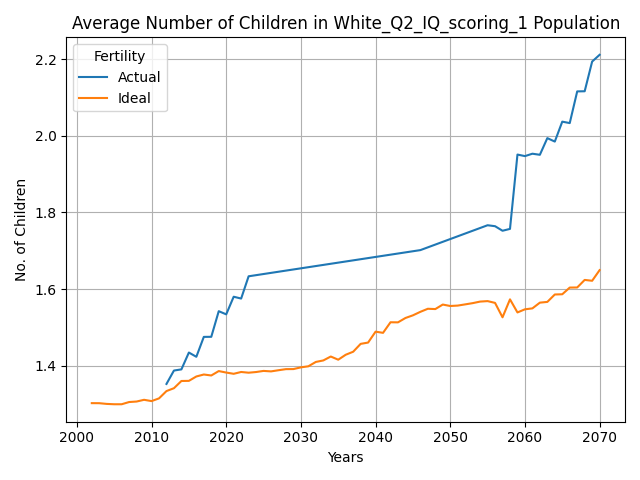 Average Number of Children in White_Q2_IQ_scoring_1 Population
Fertility
Actual
Ideal
No. of Children
2.2
2.0
1.8
1.6
1.4
2000 2010 2020 2030 2040 2050 2060 2070
Years